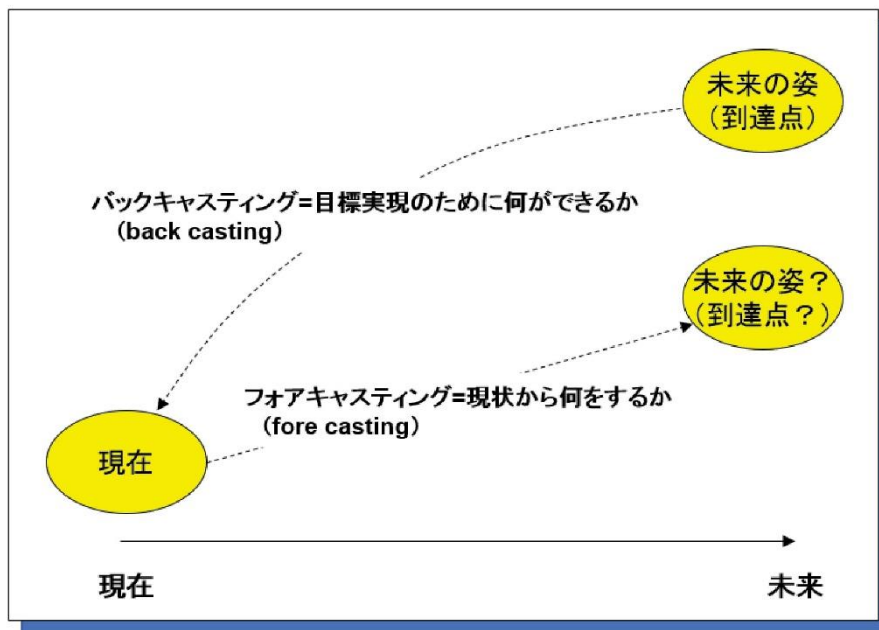 未来の姿
（到達点）
バックキャスティング=目標実現のために何ができるか
（back casting）
未来の姿？
（到達点？）
フォアキャスティング=現状から何をするか
（fore casting）
現在
現在
未来